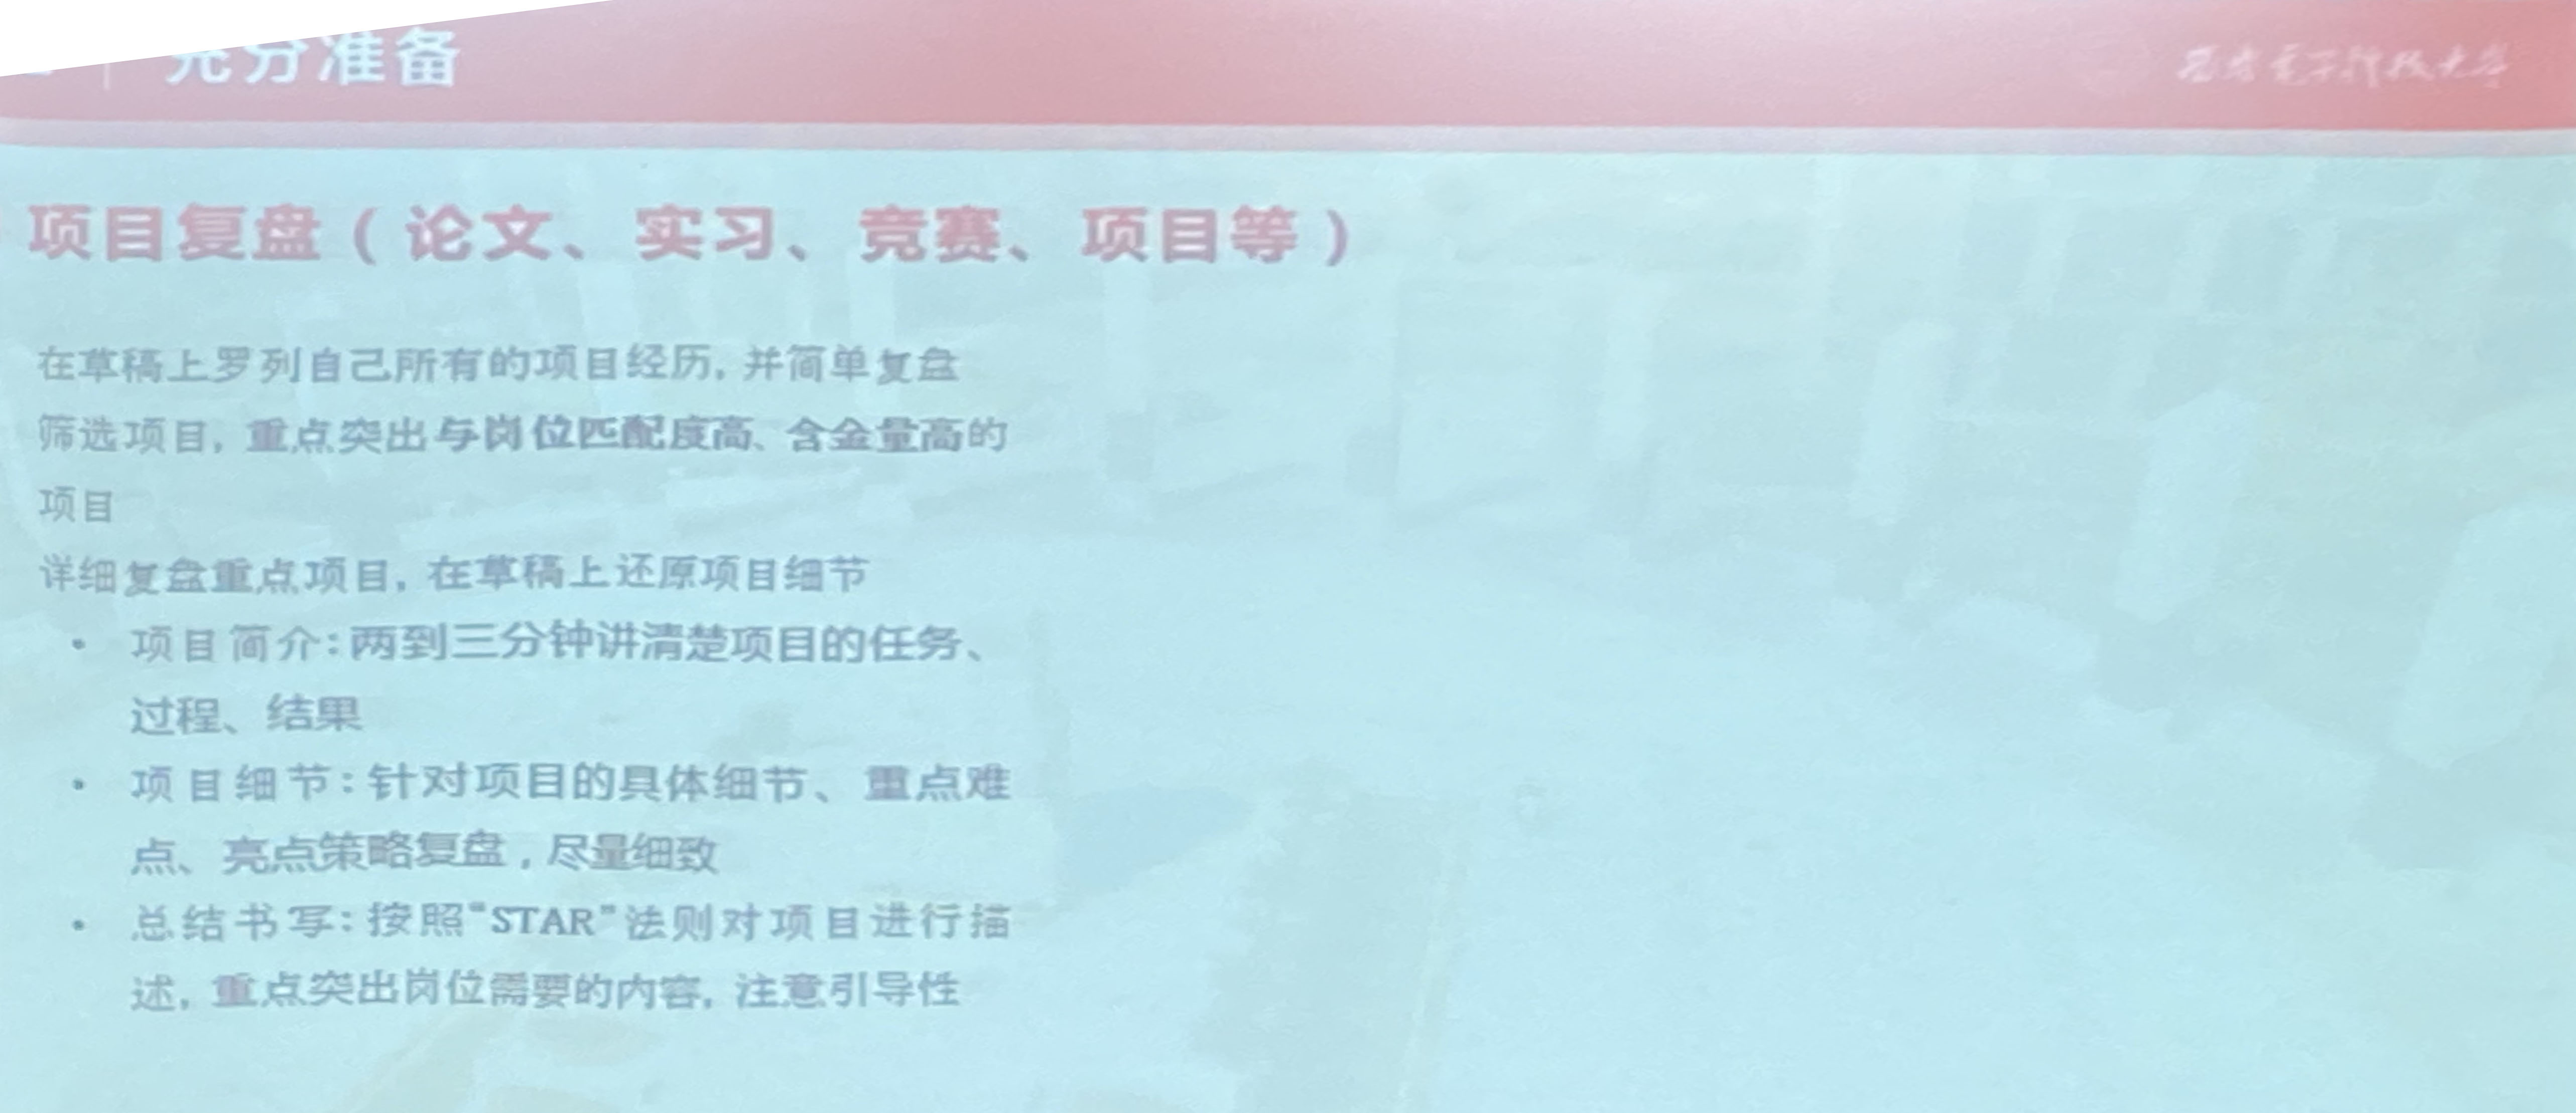 充分准备
西安电子科技大学
项目复盘（论文、实习、竞赛、项目等）
在草稿上罗列自己所有的项目经历, 并简单复盘
筛选项目, 重点突出与岗位匹配度高、含金量高的
项目
详细复盘重点项目, 在草稿上还原项目细节
• 项目简介: 两到三分钟讲清楚项目的任务、
过程、结果
• 项目细节: 针对项目的具体细节、重点难
点、亮点策略复盘, 尽量细致
• 总结书写: 按照“STAR”法则对项目进行描
述, 重点突出岗位需要的内容, 注意引导性